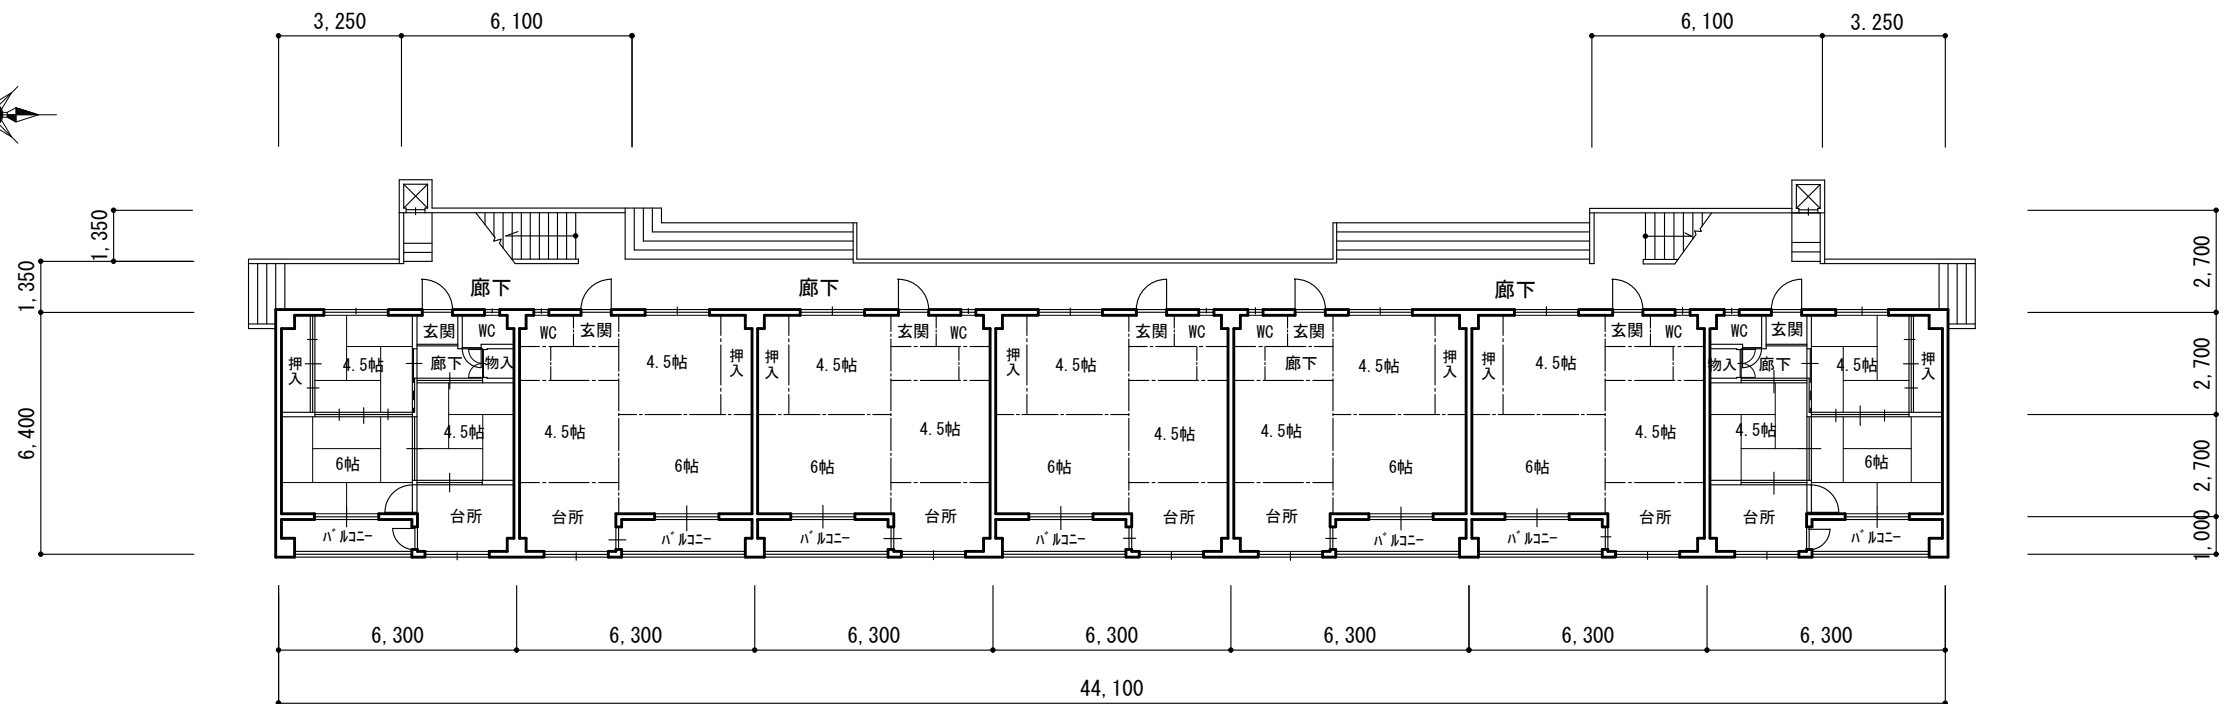 3,250 6,100 6,100 3.250
1,350
1,350
6,400
2,700
2,700
2,700
1,000
廊下 廊下 廊下
玄関 WC WC 玄関 玄関 WC 玄関 WC WC 玄関 玄関 WC WC 玄関
押入 4.5帖 廊下 物入 4.5帖 押入 押入 4.5帖 押入 4.5帖 廊下 4.5帖 押入 押入 4.5帖 物入 廊下 4.5帖 押入
4.5帖 4.5帖 4.5帖 4.5帖 4.5帖 4.5帖 4.5帖
6帖 6帖 6帖 6帖 6帖 6帖 6帖
台所 台所 台所 台所 台所 台所 台所
バルコニー バルコニー バルコニー バルコニー バルコニー バルコニー バルコニー
6,300 6,300 6,300 6,300 6,300 6,300 6,300
44,100